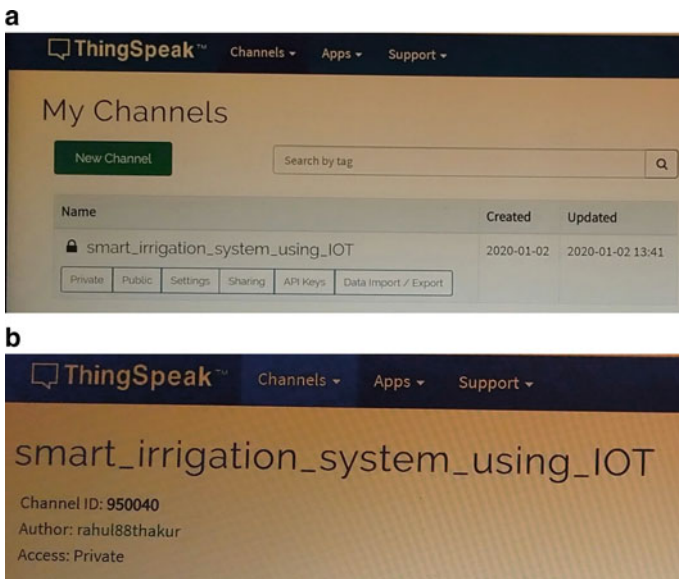 a
ThingSpeak™ Channels Apps Support
My Channels
New Channel Search by tag
Name Created Updated
smart_irrigation_system_using_IOT 2020-01-02 2020-01-02 13:41
Private Public Settings Sharing API Keys Data Import / Export
b
ThingSpeak™ Channels Apps Support
smart_irrigation_system_using_IOT
Channel ID: 950040
Author: rahul88thakur
Access: Private